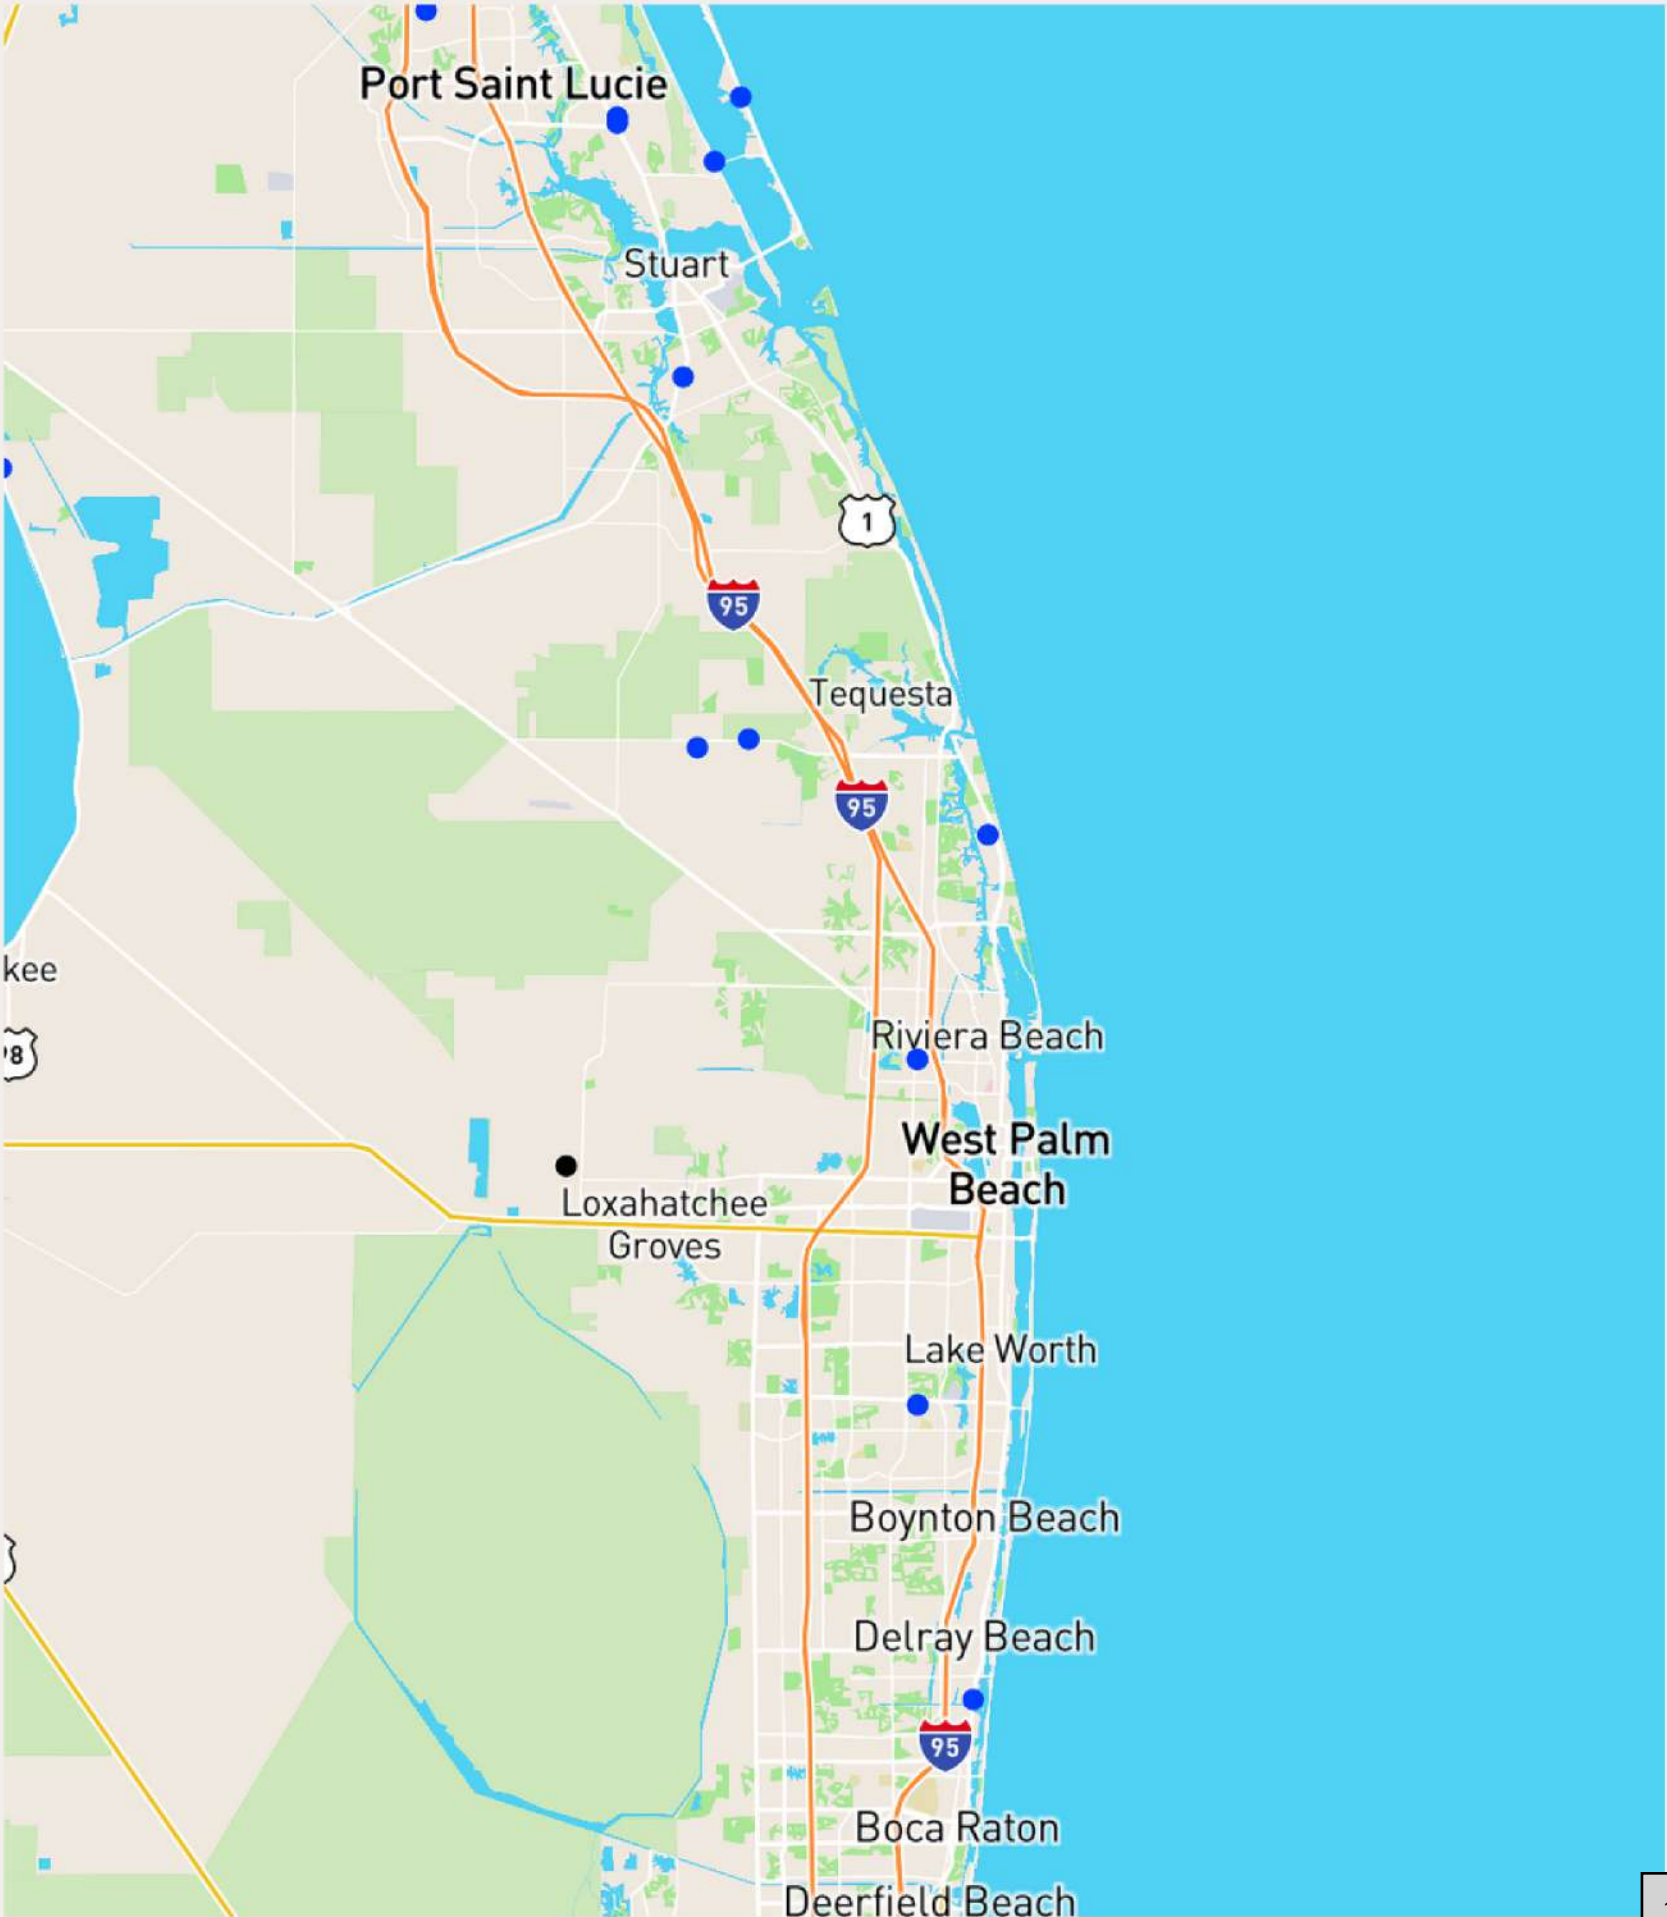 Port Saint Lucie
Stuart
1
95
Tequesta
95
kee
Riviera Beach
98
West Palm
Beach
Loxahatchee
Groves
Lake Worth
Boynton Beach
Delray Beach
95
Boca Raton
Deerfield Beach